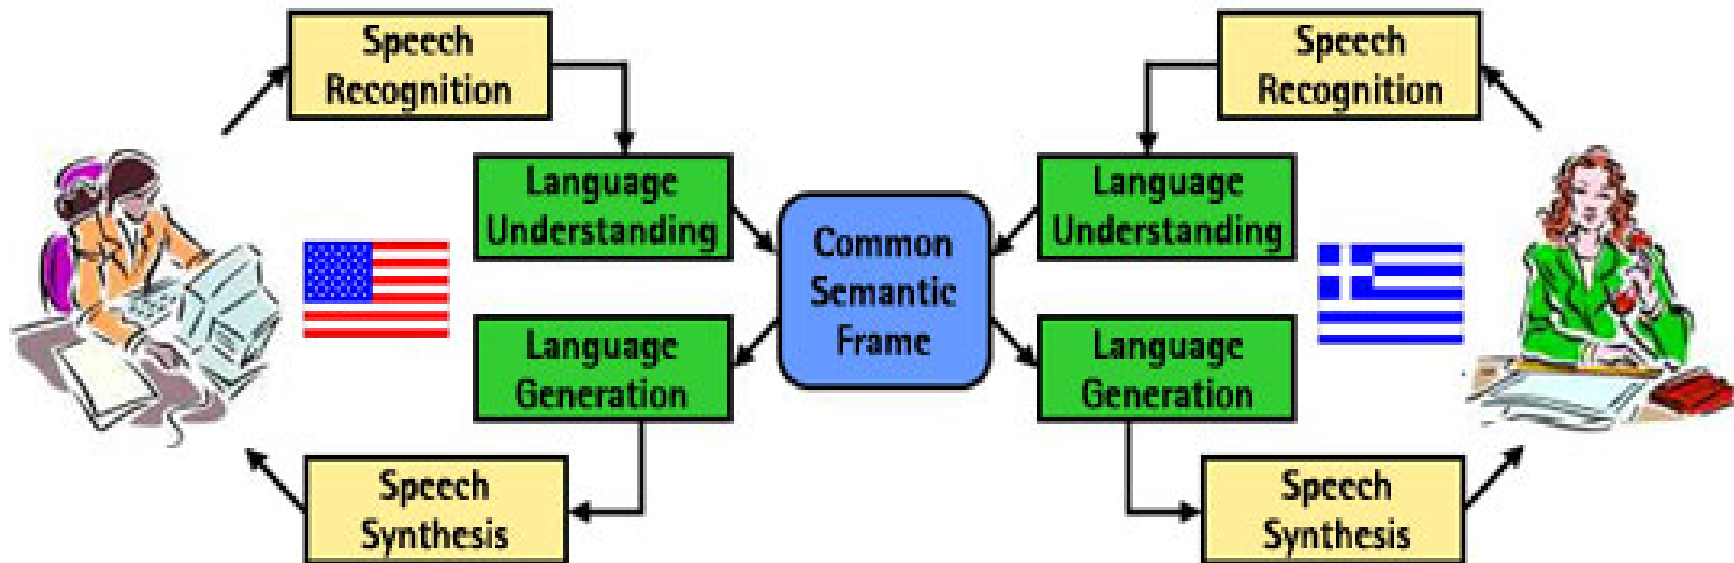 Speech
Recognition
Speech
Recognition
Language
Understanding
Language
Understanding
Common
Semantic
Frame
Language
Generation
Language
Generation
Speech
Synthesis
Speech
Synthesis